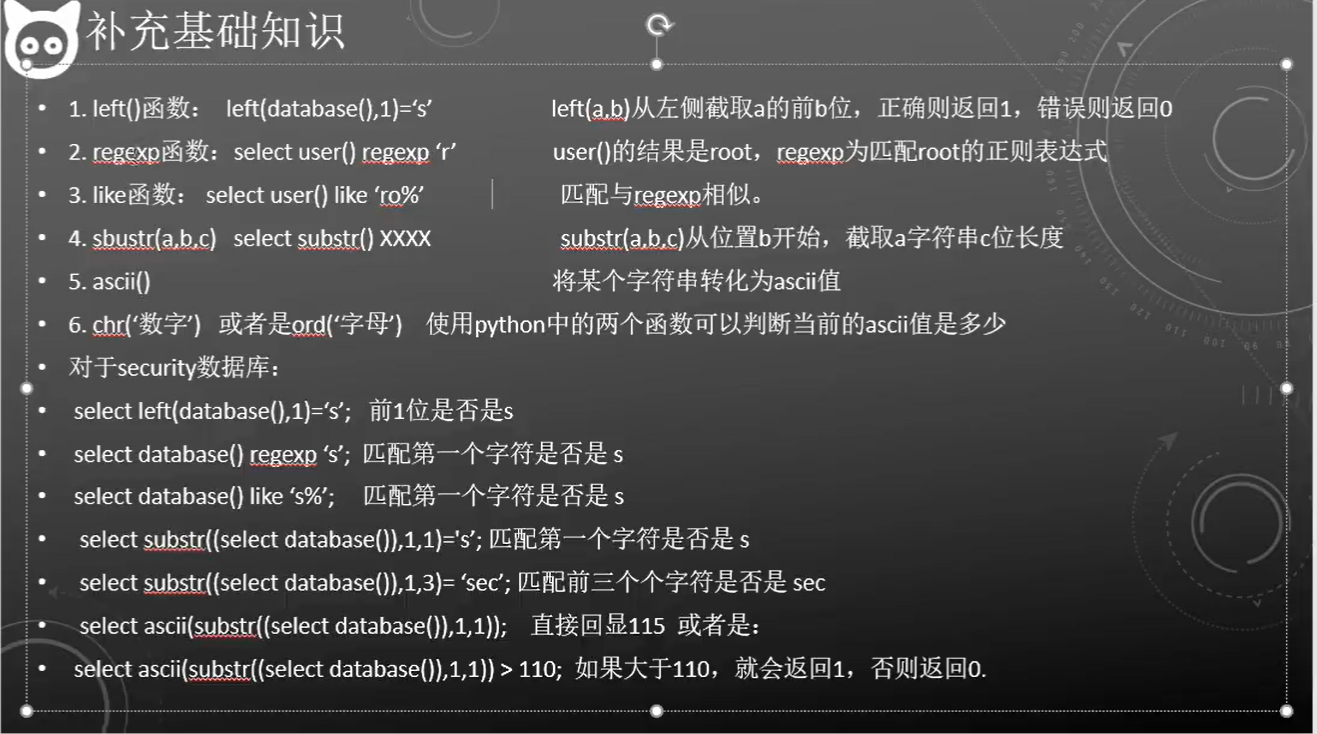 补充基础知识
• 1. left()函数： left(database(),1)=‘s’ left(a,b)从左侧截取a的前b位，正确则返回1，错误则返回0
• 2. regexp函数：select user() regexp ‘r’ user()的结果是root，regexp为匹配root的正则表达式
• 3. like函数： select user() like ‘ro%’ 匹配与regexp相似。
• 4. sbustr(a,b,c) select substr() XXXX substr(a,b,c)从位置b开始，截取a字符串c位长度
• 5. ascii() 将某个字符串转化为ascii值
• 6. chr(‘数字’) 或者是ord(‘字母’) 使用python中的两个函数可以判断当前的ascii值是多少
• 对于security数据库：
• select left(database(),1)=‘s’; 前1位是否是s
• select database() regexp ‘s’; 匹配第一个字符是否是 s
• select database() like ‘s%’; 匹配第一个字符是否是 s
• select substr((select database()),1,1)='s’; 匹配第一个字符是否是 s
• select substr((select database()),1,3)= ‘sec’; 匹配前三个个字符是否是 sec
• select ascii(substr((select database()),1,1)); 直接回显115 或者是：
• select ascii(substr((select database()),1,1)) > 110; 如果大于110，就会返回1，否则返回0.